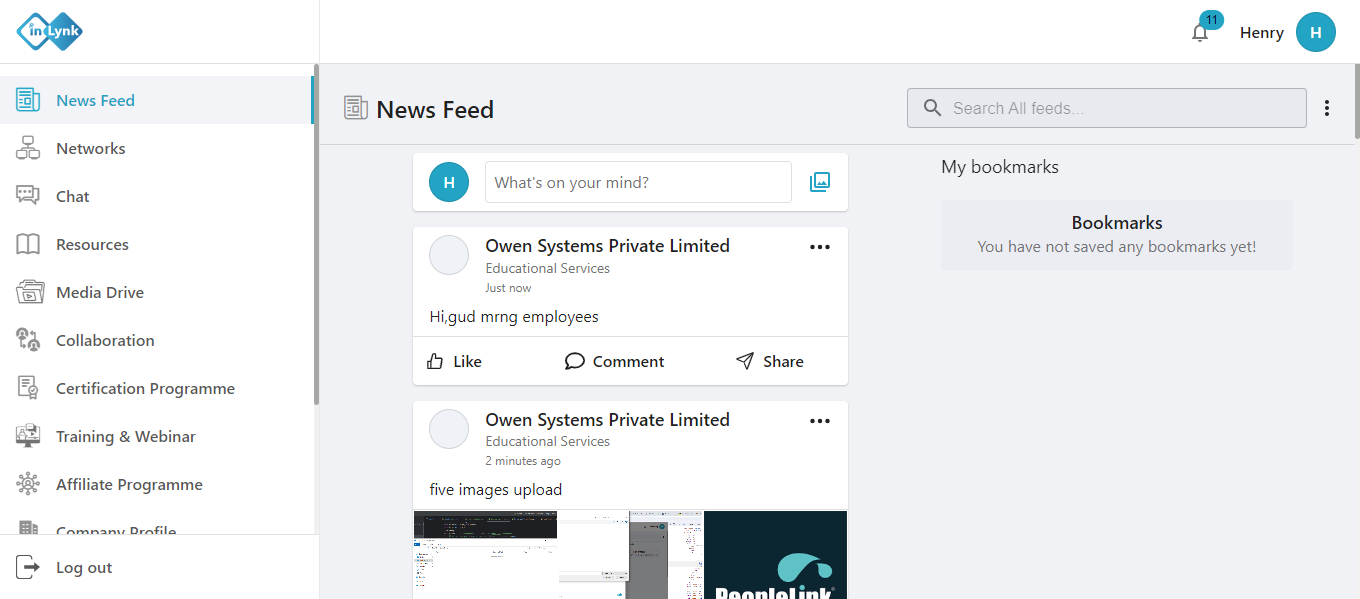 inLynk
11
Henry
H
News Feed
Networks
Chat
Resources
Media Drive
Collaboration
Certification Programme
Training & Webinar
Affiliate Programme
Company Profile
Log out
News Feed
Search All feeds...
H
What's on your mind?
Owen Systems Private Limited
Educational Services
Just now
Hi,gud mrng employees
Like
Comment
Share
Owen Systems Private Limited
Educational Services
2 minutes ago
five images upload
PeopleLink
My bookmarks
Bookmarks
You have not saved any bookmarks yet!